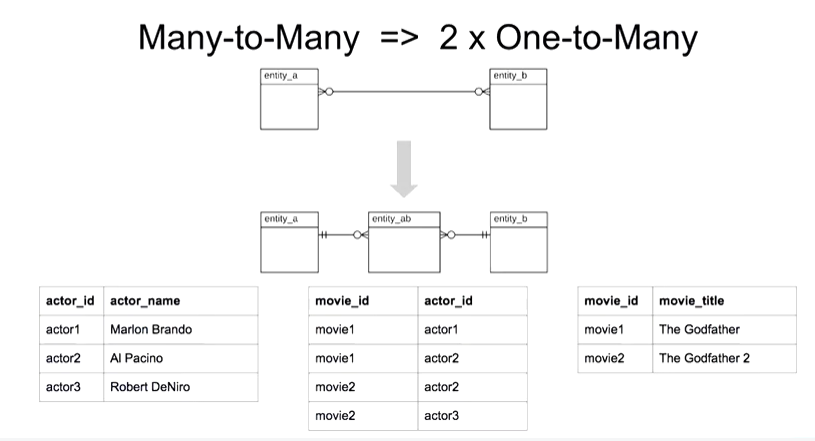 Many-to-Many => 2 x One-to-Many
entity_a
entity_b
entity_a
entity_ab
entity_b
actor_id actor_name
actor1 Marlon Brando
actor2 Al Pacino
actor3 Robert DeNiro
movie_id actor_id
movie1 actor1
movie1 actor2
movie2 actor2
movie2 actor3
movie_id movie_title
movie1 The Godfather
movie2 The Godfather 2